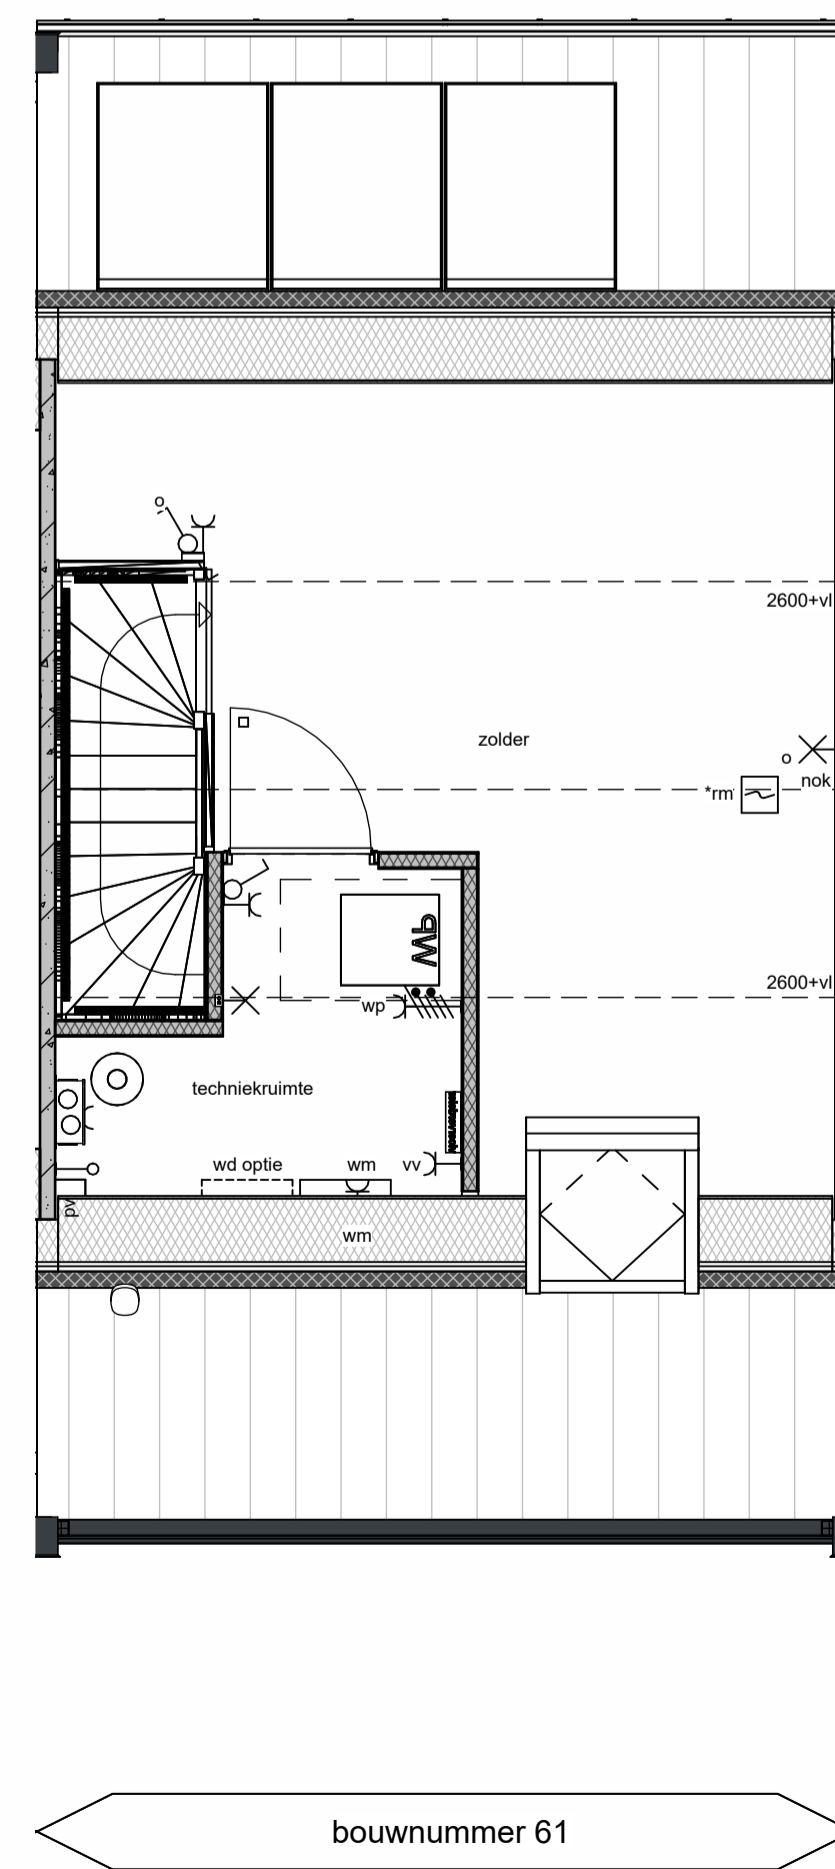 o
2600+vl
zolder
o
nok
*rm
wp
2600+vl
wp
techniekruimte
wd optie
wm
vv
pv
wm
bouwnummer 61